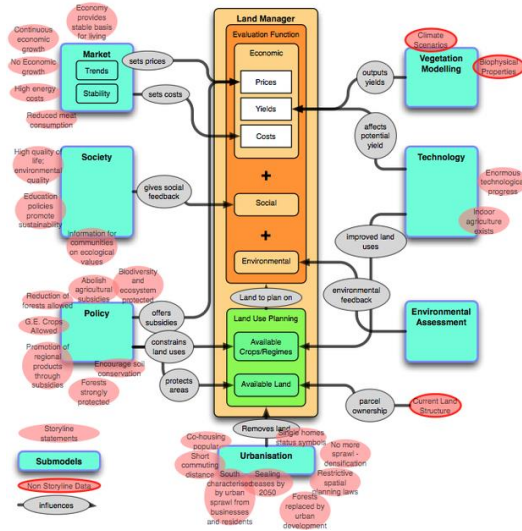 Land Manager
Evaluation Function
Economic
Prices
Yields
Costs
+
Social
+
Environmental
Land to plan on
Land Use Planning
Available
Crops/Regimes
Available Land
Removes land
Economy
provides stable
basis for living
Continuous
economic
growth
No Economic
growth
High energy
costs
Reduced meat
consumption
Market
Trends
Stability
sets prices
sets costs
High quality of
life; environmental
quality
Education
policies promote
sustainability
Information for
communities on
ecological values
Society
gives social
feedback
Abolish
agricultural
subsidies
Biodiversity
and
ecosystem
protected
Reduction of
forests allowed
G.E. Crops
Allowed
Promotion of
regional
products through
subsidies
Encourage soil
conservation
Forests
strongly
protected
Policy
offers
subsidies
constrains
land uses
protects
areas
Climate
Scenarios
Biophysical
Properties
Vegetation
Modelling
outputs
yields
affects
potential
yield
Technology
Enormous
technological
progress
Indoor
agriculture
exists
improved land
uses
environmental
feedback
Environmental
Assessment
parcel
ownership
Current Land
Structure
Co-housing
Short
commuting
distance
South
characterised
by urban
sprawl from
businesses
and residents
Sealing
ceases by
2050
Single homes
status symbols
No more
sprawl -
densification
Restrictive
spatial
planning laws
Forests
replaced by
urban
development
Urbanisation
Storyline
statements
Submodels
Non Storyline Data
influences